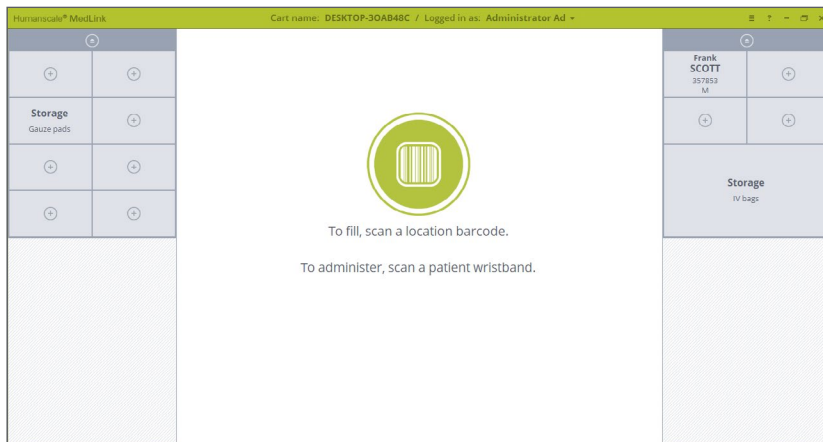 Humanscale® MedLink
Cart name: DESKTOP-3OAB48C / Logged in as: Administrator Ad
Storage
Gauze pads
To fill, scan a location barcode.
To administer, scan a patient wristband.
Frank
SCOTT
357853
M
Storage
IV bags